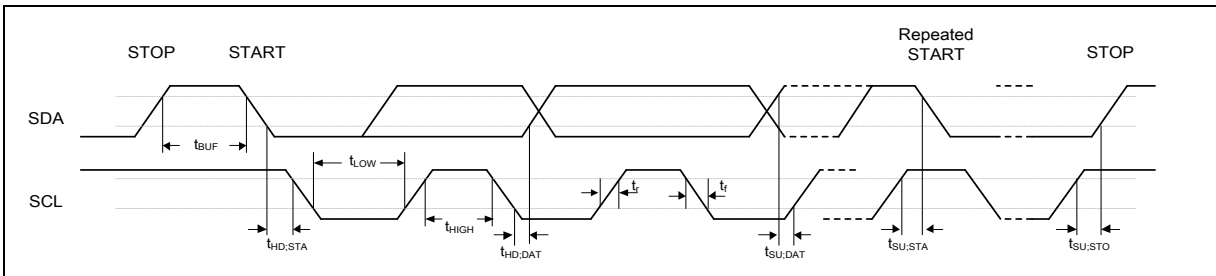 STOP
START
Repeated
START
STOP
SDA
tBUF
tLOW
tr
tf
SCL
tHIGH
tHD;STA
tHD;DAT
tSU;DAT
tSU;STA
tSU;STO